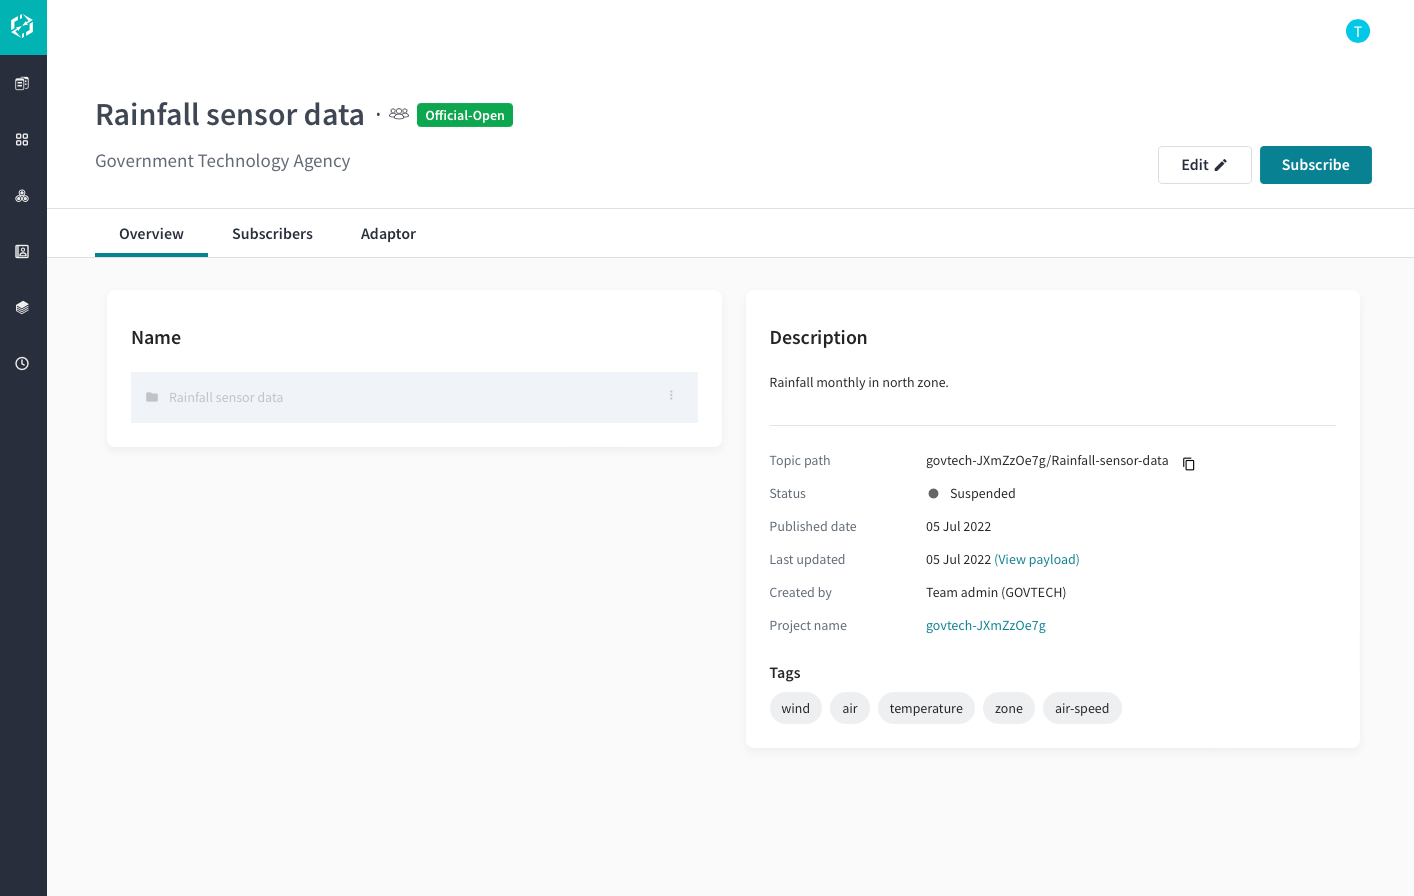 T
Rainfall sensor data · Official-Open
Government Technology Agency
Edit
Subscribe
Overview
Subscribers
Adaptor
Name
Rainfall sensor data
Description
Rainfall monthly in north zone.
Topic path govtech-JXmZzOe7g/Rainfall-sensor-data
Status Suspended
Published date 05 Jul 2022
Last updated 05 Jul 2022 (View payload)
Created by Team admin (GOVTECH)
Project name govtech-JXmZzOe7g
Tags
wind air temperature zone air-speed